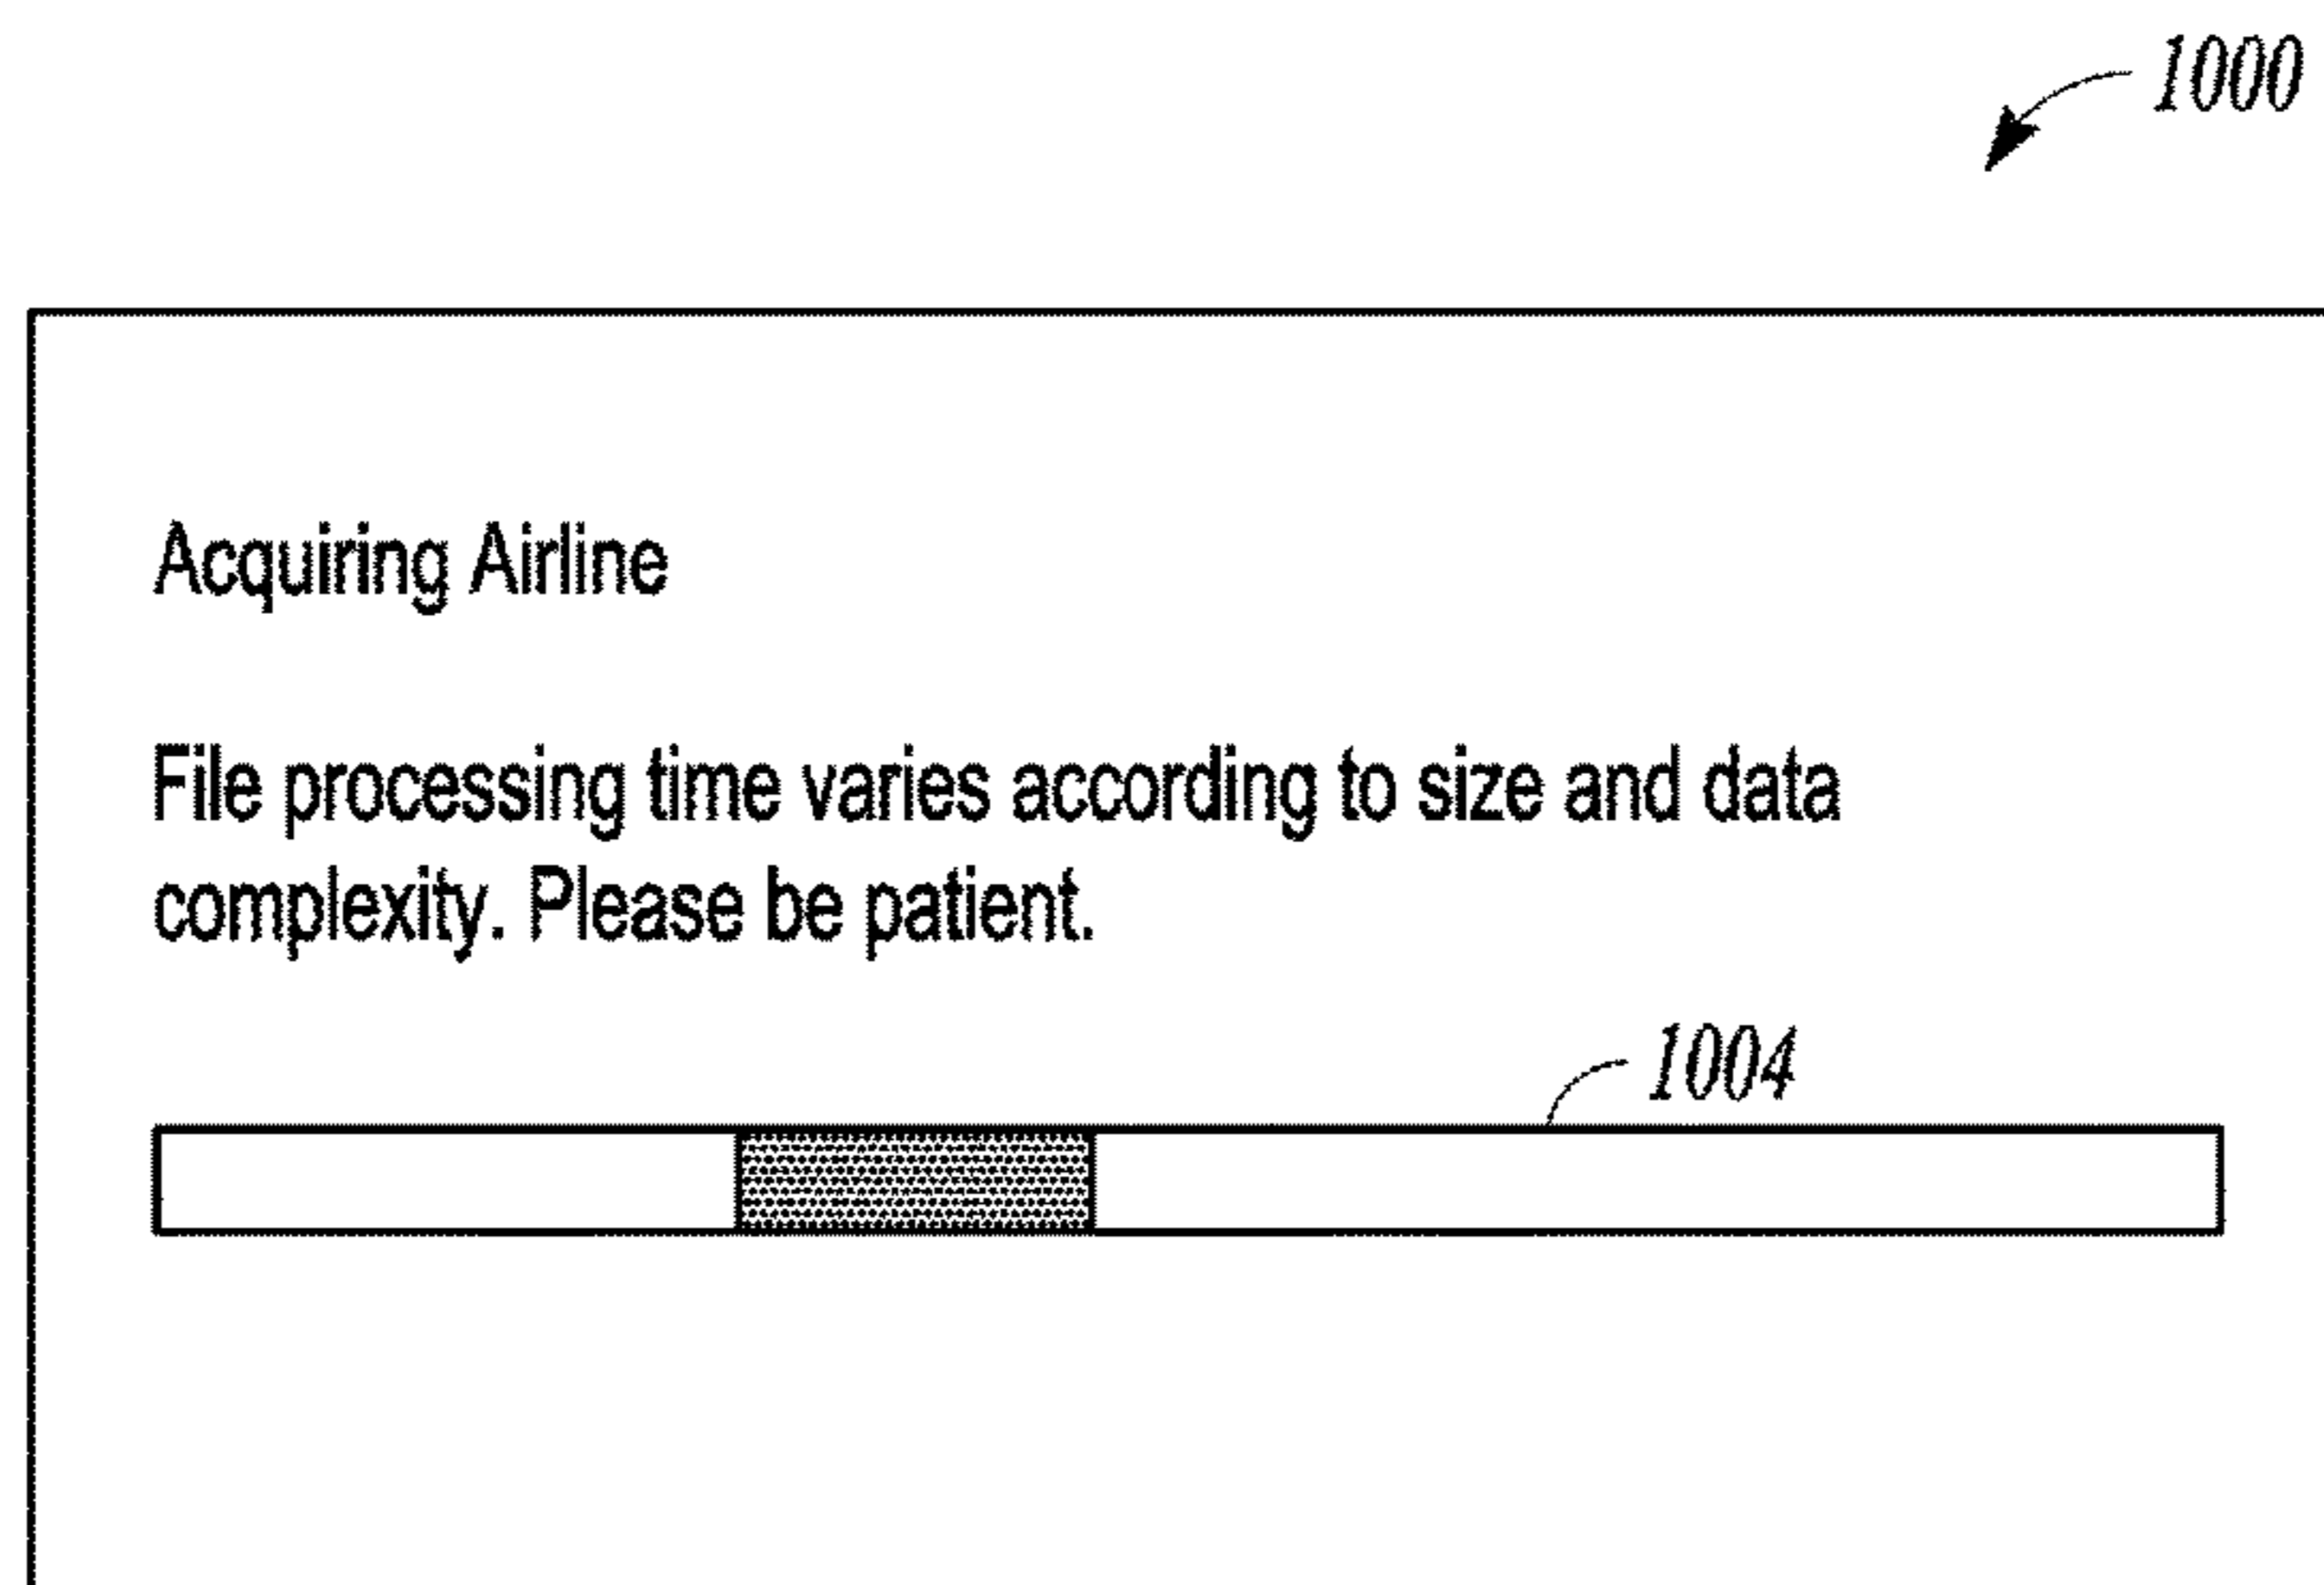 1000
Acquiring Airline
File processing time varies according to size and data
complexity. Please be patient.
1004